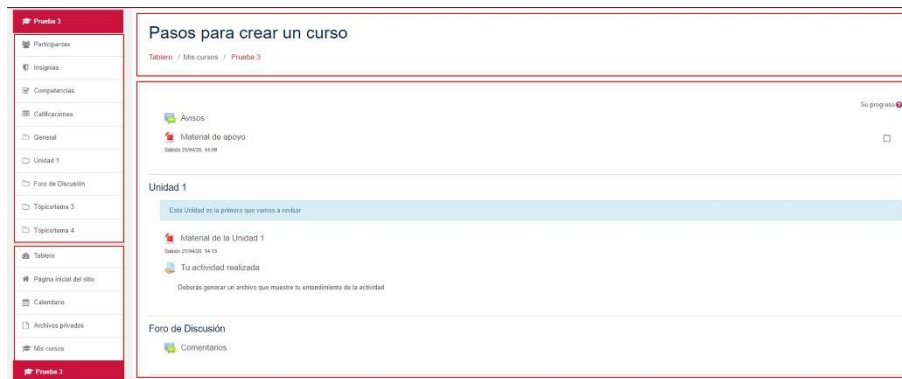 Prueba 3
Participantes
Insignias
Competencias
Calificaciones
General
Unidad 1
Foro de Discusión
Tópico/tema 3
Tópico/tema 4
Tablero
Página inicial del sitio
Calendario
Archivos privados
Mis cursos
Prueba 3
Pasos para crear un curso
Tablero / Mis cursos / Prueba 3
Su progreso
Avisos
Material de apoyo
Subido 21/04/20, 14:09
Unidad 1
Esta Unidad es la primera que vamos a revisar
Material de la Unidad 1
Subido 21/04/20, 14:15
Tu actividad realizada
Deberás generar un archivo que muestre tu entendimiento de la actividad
Foro de Discusión
Comentarios